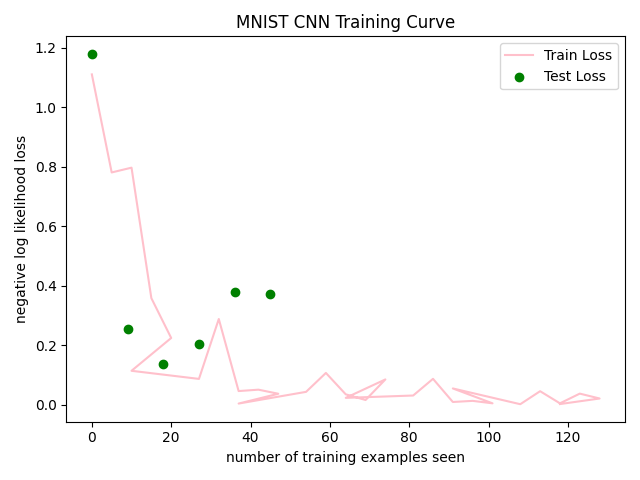 MNIST CNN Training Curve
Train Loss
Test Loss
negative log likelihood loss
1.2
1.0
0.8
0.6
0.4
0.2
0.0
0 20 40 60 80 100 120
number of training examples seen